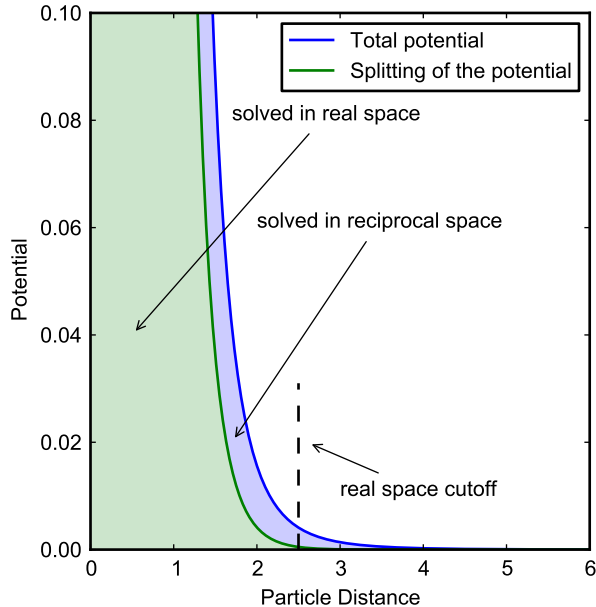 0.10
0.08
0.06
0.04
0.02
0.00
Potential
Total potential
Splitting of the potential
solved in real space
solved in reciprocal space
real space cutoff
0 1 2 3 4 5 6
Particle Distance